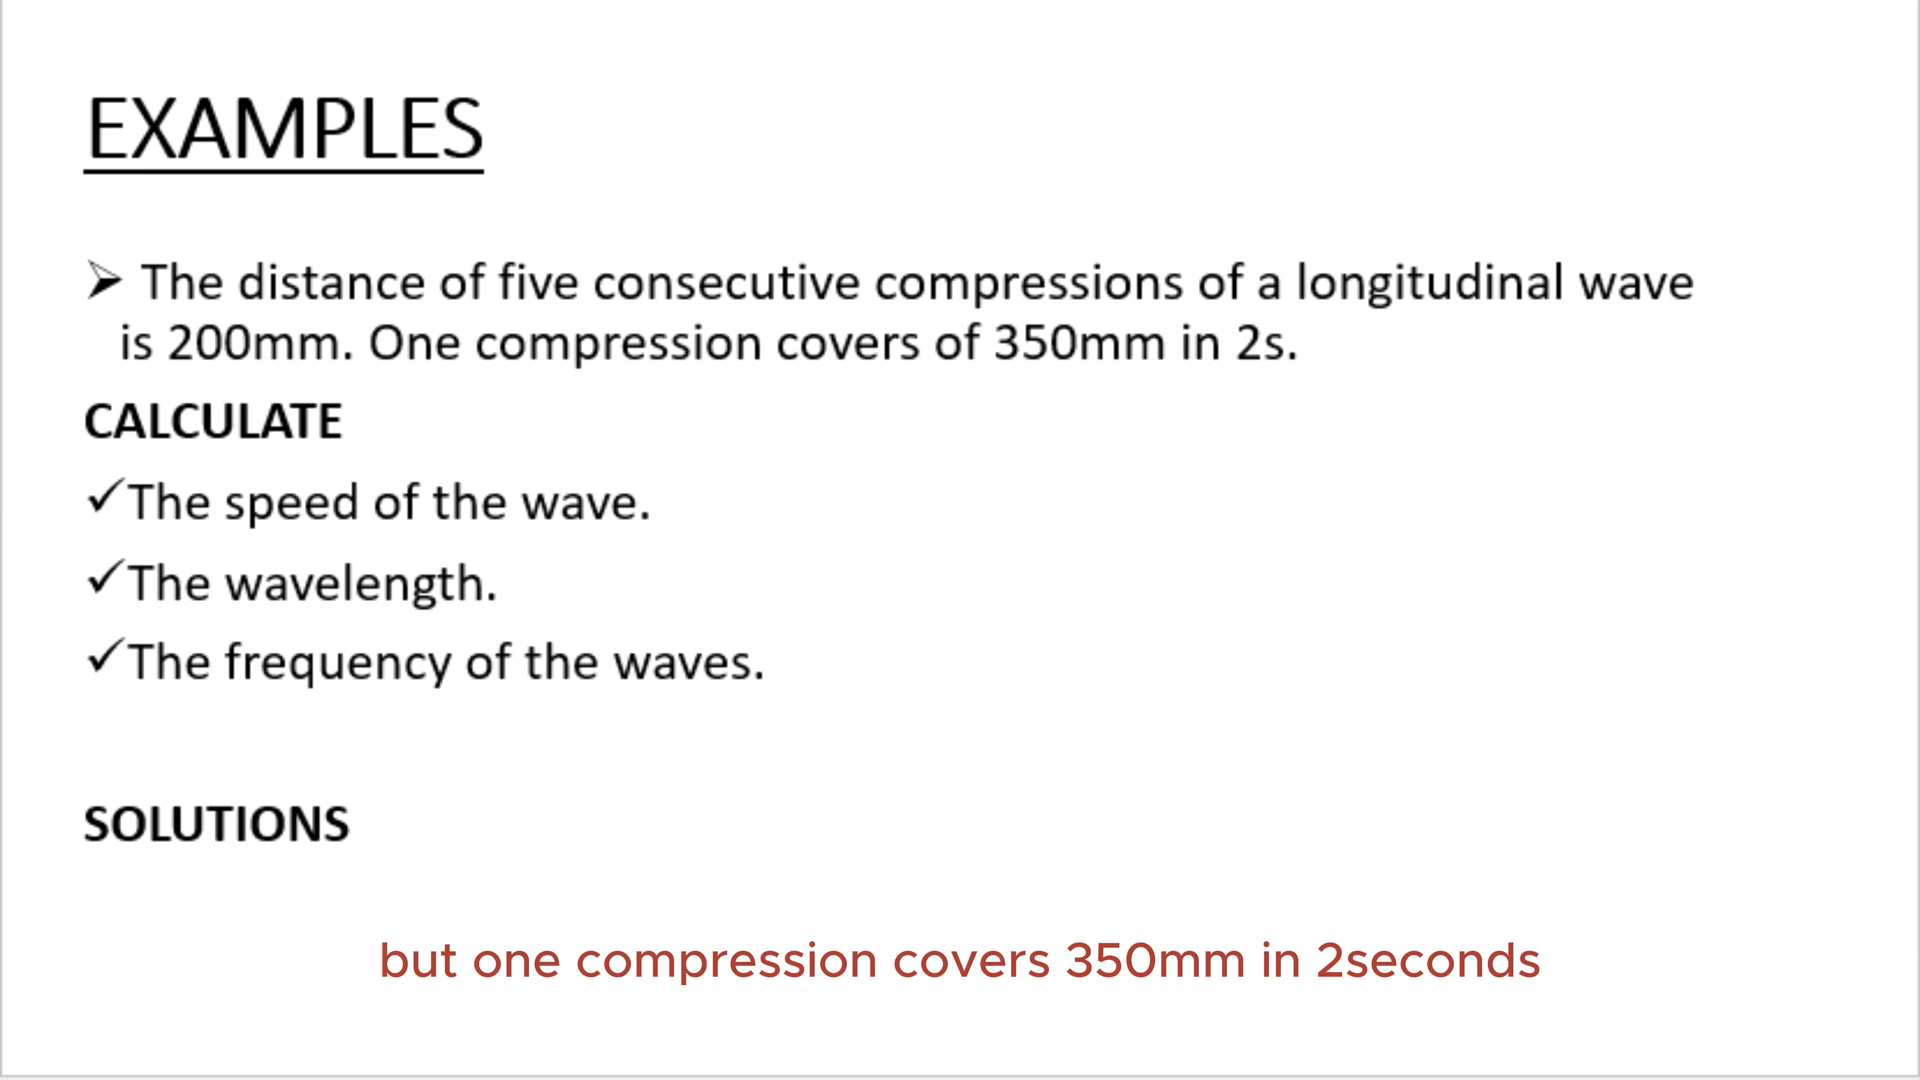 EXAMPLES
➢ The distance of five consecutive compressions of a longitudinal wave
is 200mm. One compression covers of 350mm in 2s.
CALCULATE
✓The speed of the wave.
✓The wavelength.
✓The frequency of the waves.
SOLUTIONS
but one compression covers 350mm in 2seconds